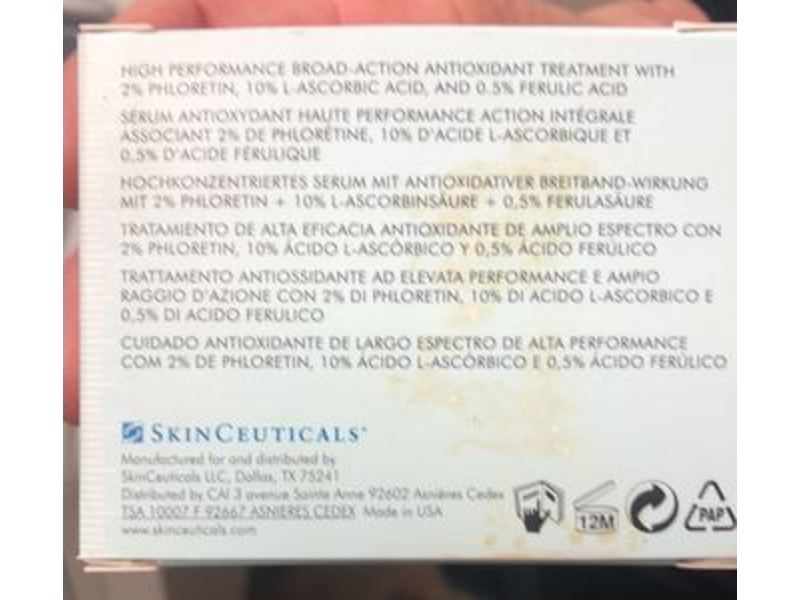 HIGH PERFORMANCE BROAD-ACTION ANTIOXIDANT TREATMENT WITH
2% PHLORETIN, 10% L-ASCORBIC ACID, AND 0.5% FERULIC ACID
SÉRUM ANTIOXYDANT HAUTE PERFORMANCE ACTION INTÉGRALE
ASSOCIANT 2% DE PHLORÉTINE, 10% D'ACIDE L-ASCORBIQUE ET
0,5% D'ACIDE FÉRULIQUE
HOCHKONZENTRIERTES SERUM MIT ANTIOXIDATIVER BREITBAND-WIRKUNG
MIT 2% PHLORETIN + 10% L-ASCORBINSÄURE + 0,5% FERULASÄURE
TRATAMIENTO DE ALTA EFICACIA ANTIOXIDANTE DE AMPLIO ESPECTRO CON
2% PHLORETIN, 10% ÁCIDO L-ASCÓRBICO Y 0,5% ÁCIDO FERÚLICO
TRATTAMENTO ANTIOSSIDANTE AD ELEVATA PERFORMANCE E AMPIO
RAGGIO D'AZIONE CON 2% DI PHLORETIN, 10% DI ACIDO L-ASCORBICO E
0,5% DI ACIDO FERULICO
CUIDADO ANTIOXIDANTE DE LARGO ESPECTRO DE ALTA PERFORMANCE
COM 2% DE PHLORETIN, 10% ÁCIDO L-ASCÓRBICO E 0,5% ÁCIDO FERÚLICO
SKINCEUTICALS
Manufactured for and distributed by
SkinCeuticals LLC, Dallas, TX 75241
Distributed by CAI 3 avenue Sainte Anne 92602 Asnières Cedex
TSA 10007 F 92667 ASNIERES CEDEX Made in USA
www.skinceuticals.com
12M
PAP